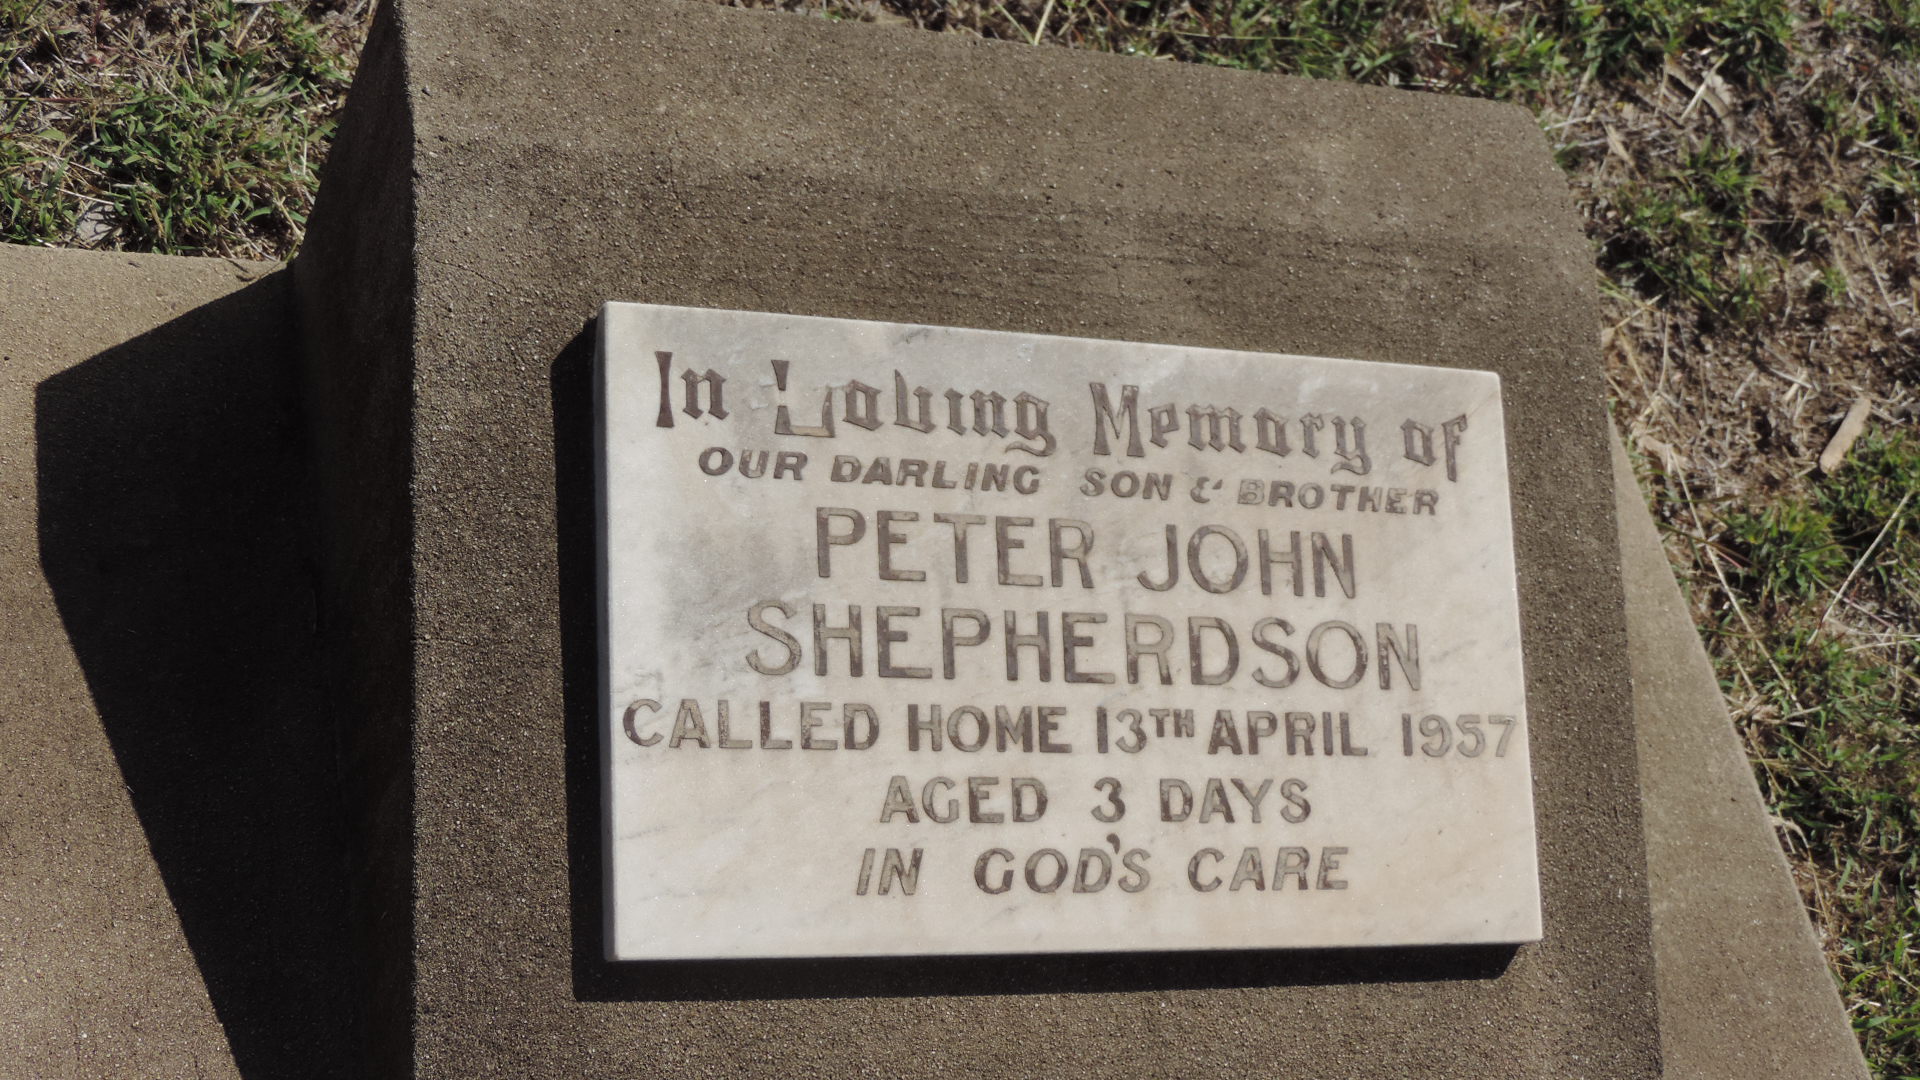 In Loving Memory of
OUR DARLING SON & BROTHER
PETER JOHN
SHEPHERDSON
CALLED HOME 13TH APRIL 1957
AGED 3 DAYS
IN GOD'S CARE